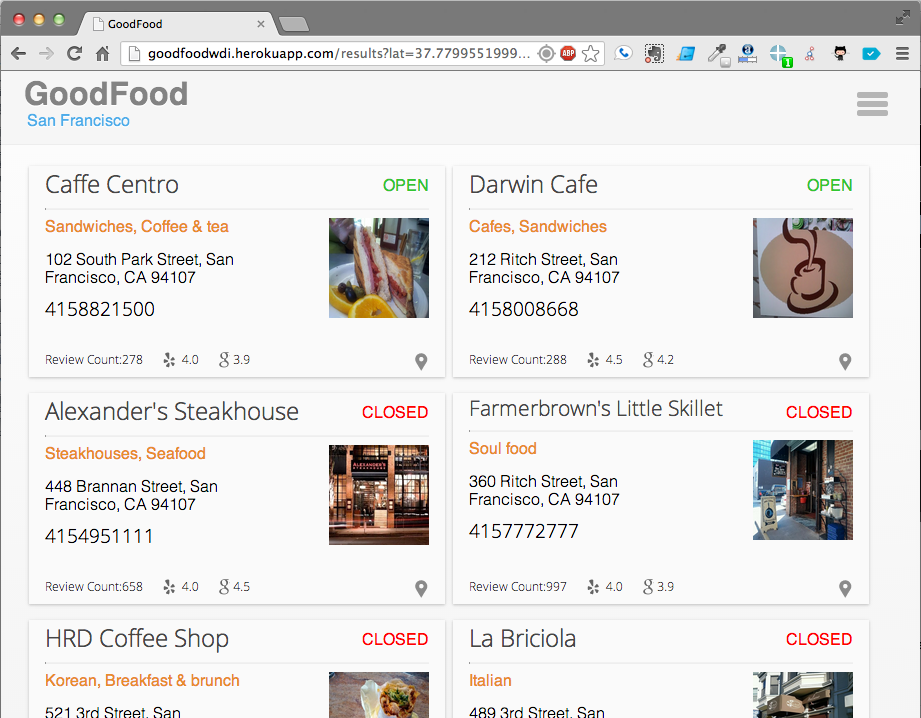 GoodFood
goodfoodwdi.herokuapp.com/results?lat=37.7799551999...
ABP
1
GoodFood
San Francisco
Caffe Centro
OPEN
Sandwiches, Coffee & tea
102 South Park Street, San
Francisco, CA 94107
4158821500
Review Count:278 4.0 g 3.9
Darwin Cafe
OPEN
Cafes, Sandwiches
212 Ritch Street, San
Francisco, CA 94107
4158008668
Review Count:288 4.5 g 4.2
Alexander's Steakhouse
CLOSED
Steakhouses, Seafood
448 Brannan Street, San
Francisco, CA 94107
ALEXANDER'S
STEAKHOUSE
4154951111
Review Count:658 4.0 g 4.5
Farmerbrown's Little Skillet
CLOSED
Soul food
360 Ritch Street, San
Francisco, CA 94107
4157772777
Review Count:997 4.0 g 3.9
HRD Coffee Shop
CLOSED
Korean, Breakfast & brunch
521 3rd Street, San
La Briciola
CLOSED
Italian
489 3rd Street, San